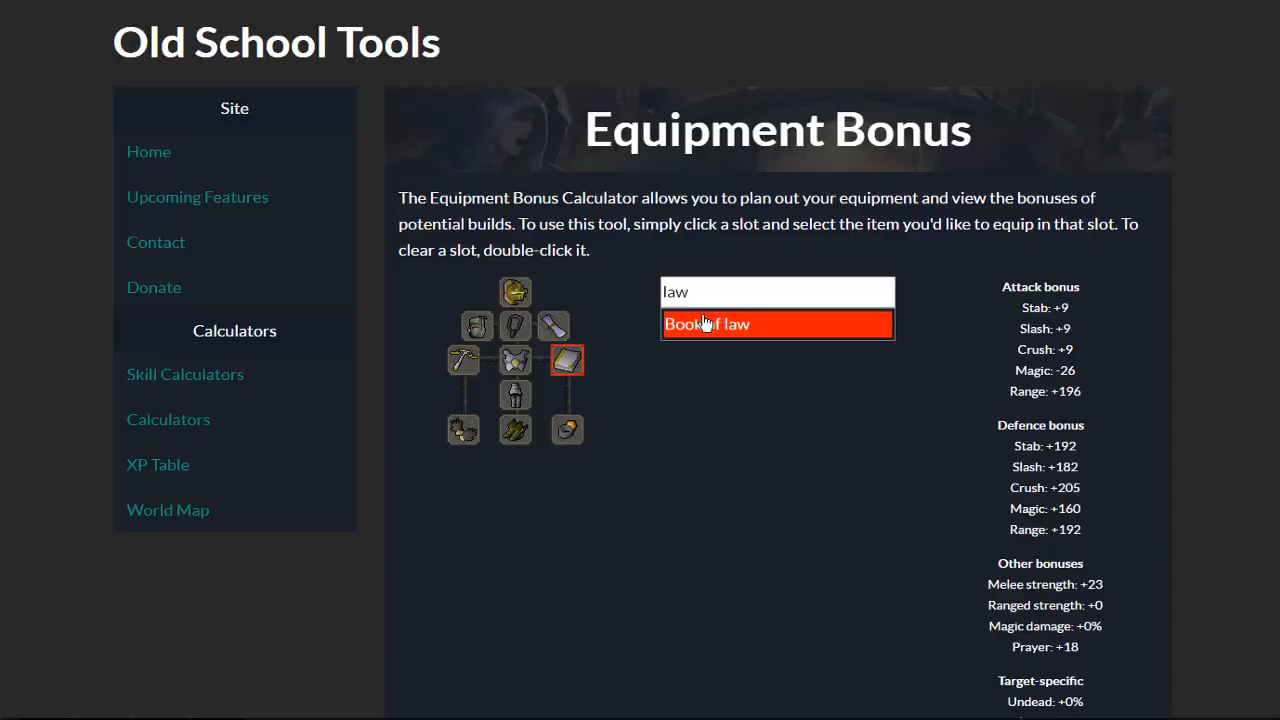 Old School Tools
Site
Home
Upcoming Features
Contact
Donate
Calculators
Skill Calculators
Calculators
XP Table
World Map
Equipment Bonus
The Equipment Bonus Calculator allows you to plan out your equipment and view the bonuses of
potential builds. To use this tool, simply click a slot and select the item you'd like to equip in that slot. To
clear a slot, double-click it.
law
Book of law
Attack bonus
Stab: +9
Slash: +9
Crush: +9
Magic: -26
Range: +196
Defence bonus
Stab: +192
Slash: +182
Crush: +205
Magic: +160
Range: +192
Other bonuses
Melee strength: +23
Ranged strength: +0
Magic damage: +0%
Prayer: +18
Target-specific
Undead: +0%